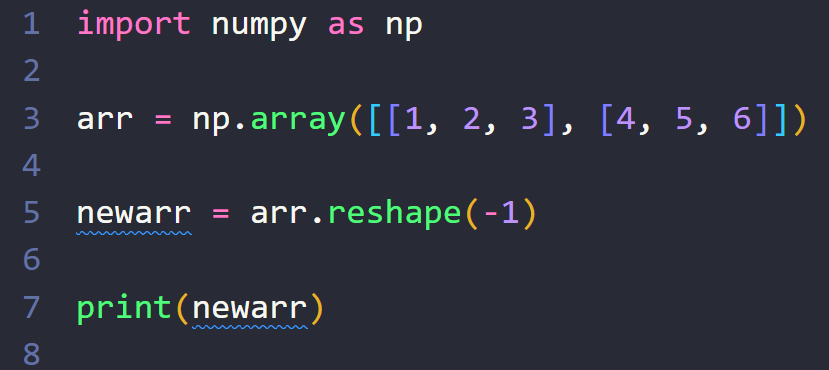 1 import numpy as np
2
3 arr = np.array([[1, 2, 3], [4, 5, 6]])
4
5 newarr = arr.reshape(-1)
6
7 print(newarr)
8